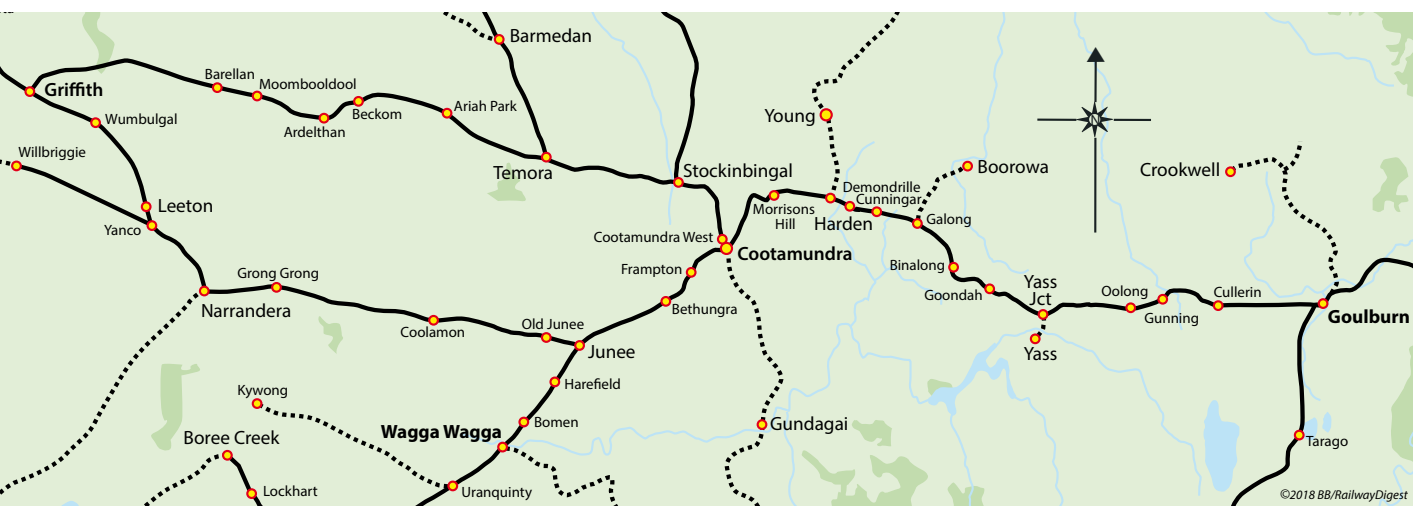 Barmedan
Griffith
Barellan
Moombooldool
Ardelthan
Beckom
Ariah Park
Wumbulgal
Willbriggie
Temora
Stockinbingal
Young
Boorowa
Crookwell
N
Leeton
Yanco
Morrisons
Hill
Demondrille
Cunningar
Harden
Galong
Cootamundra West
Cootamundra
Frampton
Bethungra
Binalong
Goondah
Yass
Jct
Yass
Oolong
Gunning
Cullerin
Goulburn
Grong Grong
Narrandera
Coolamon
Old Junee
Junee
Harefield
Kywong
Bomen
Wagga Wagga
Gundagai
Boree Creek
Lockhart
Uranquinty
Tarago
©2018 BB/RailwayDigest